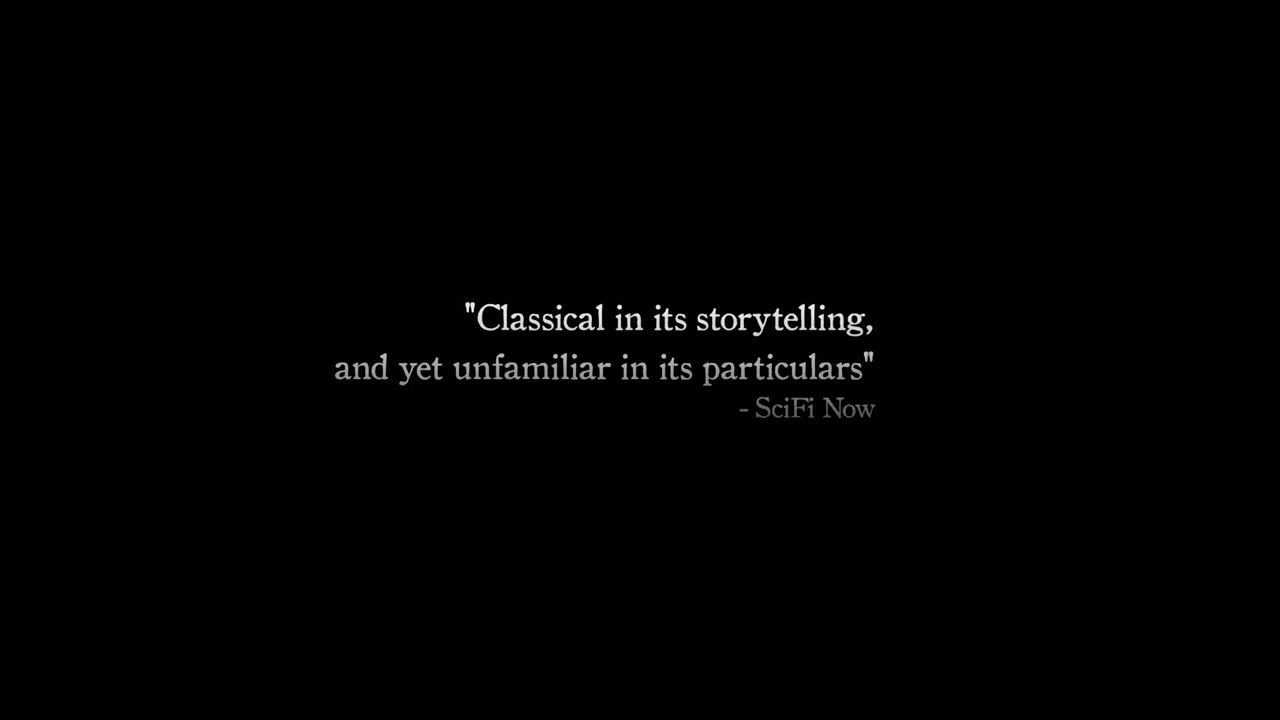 "Classical in its storytelling,
and yet unfamiliar in its particulars"
- SciFi Now